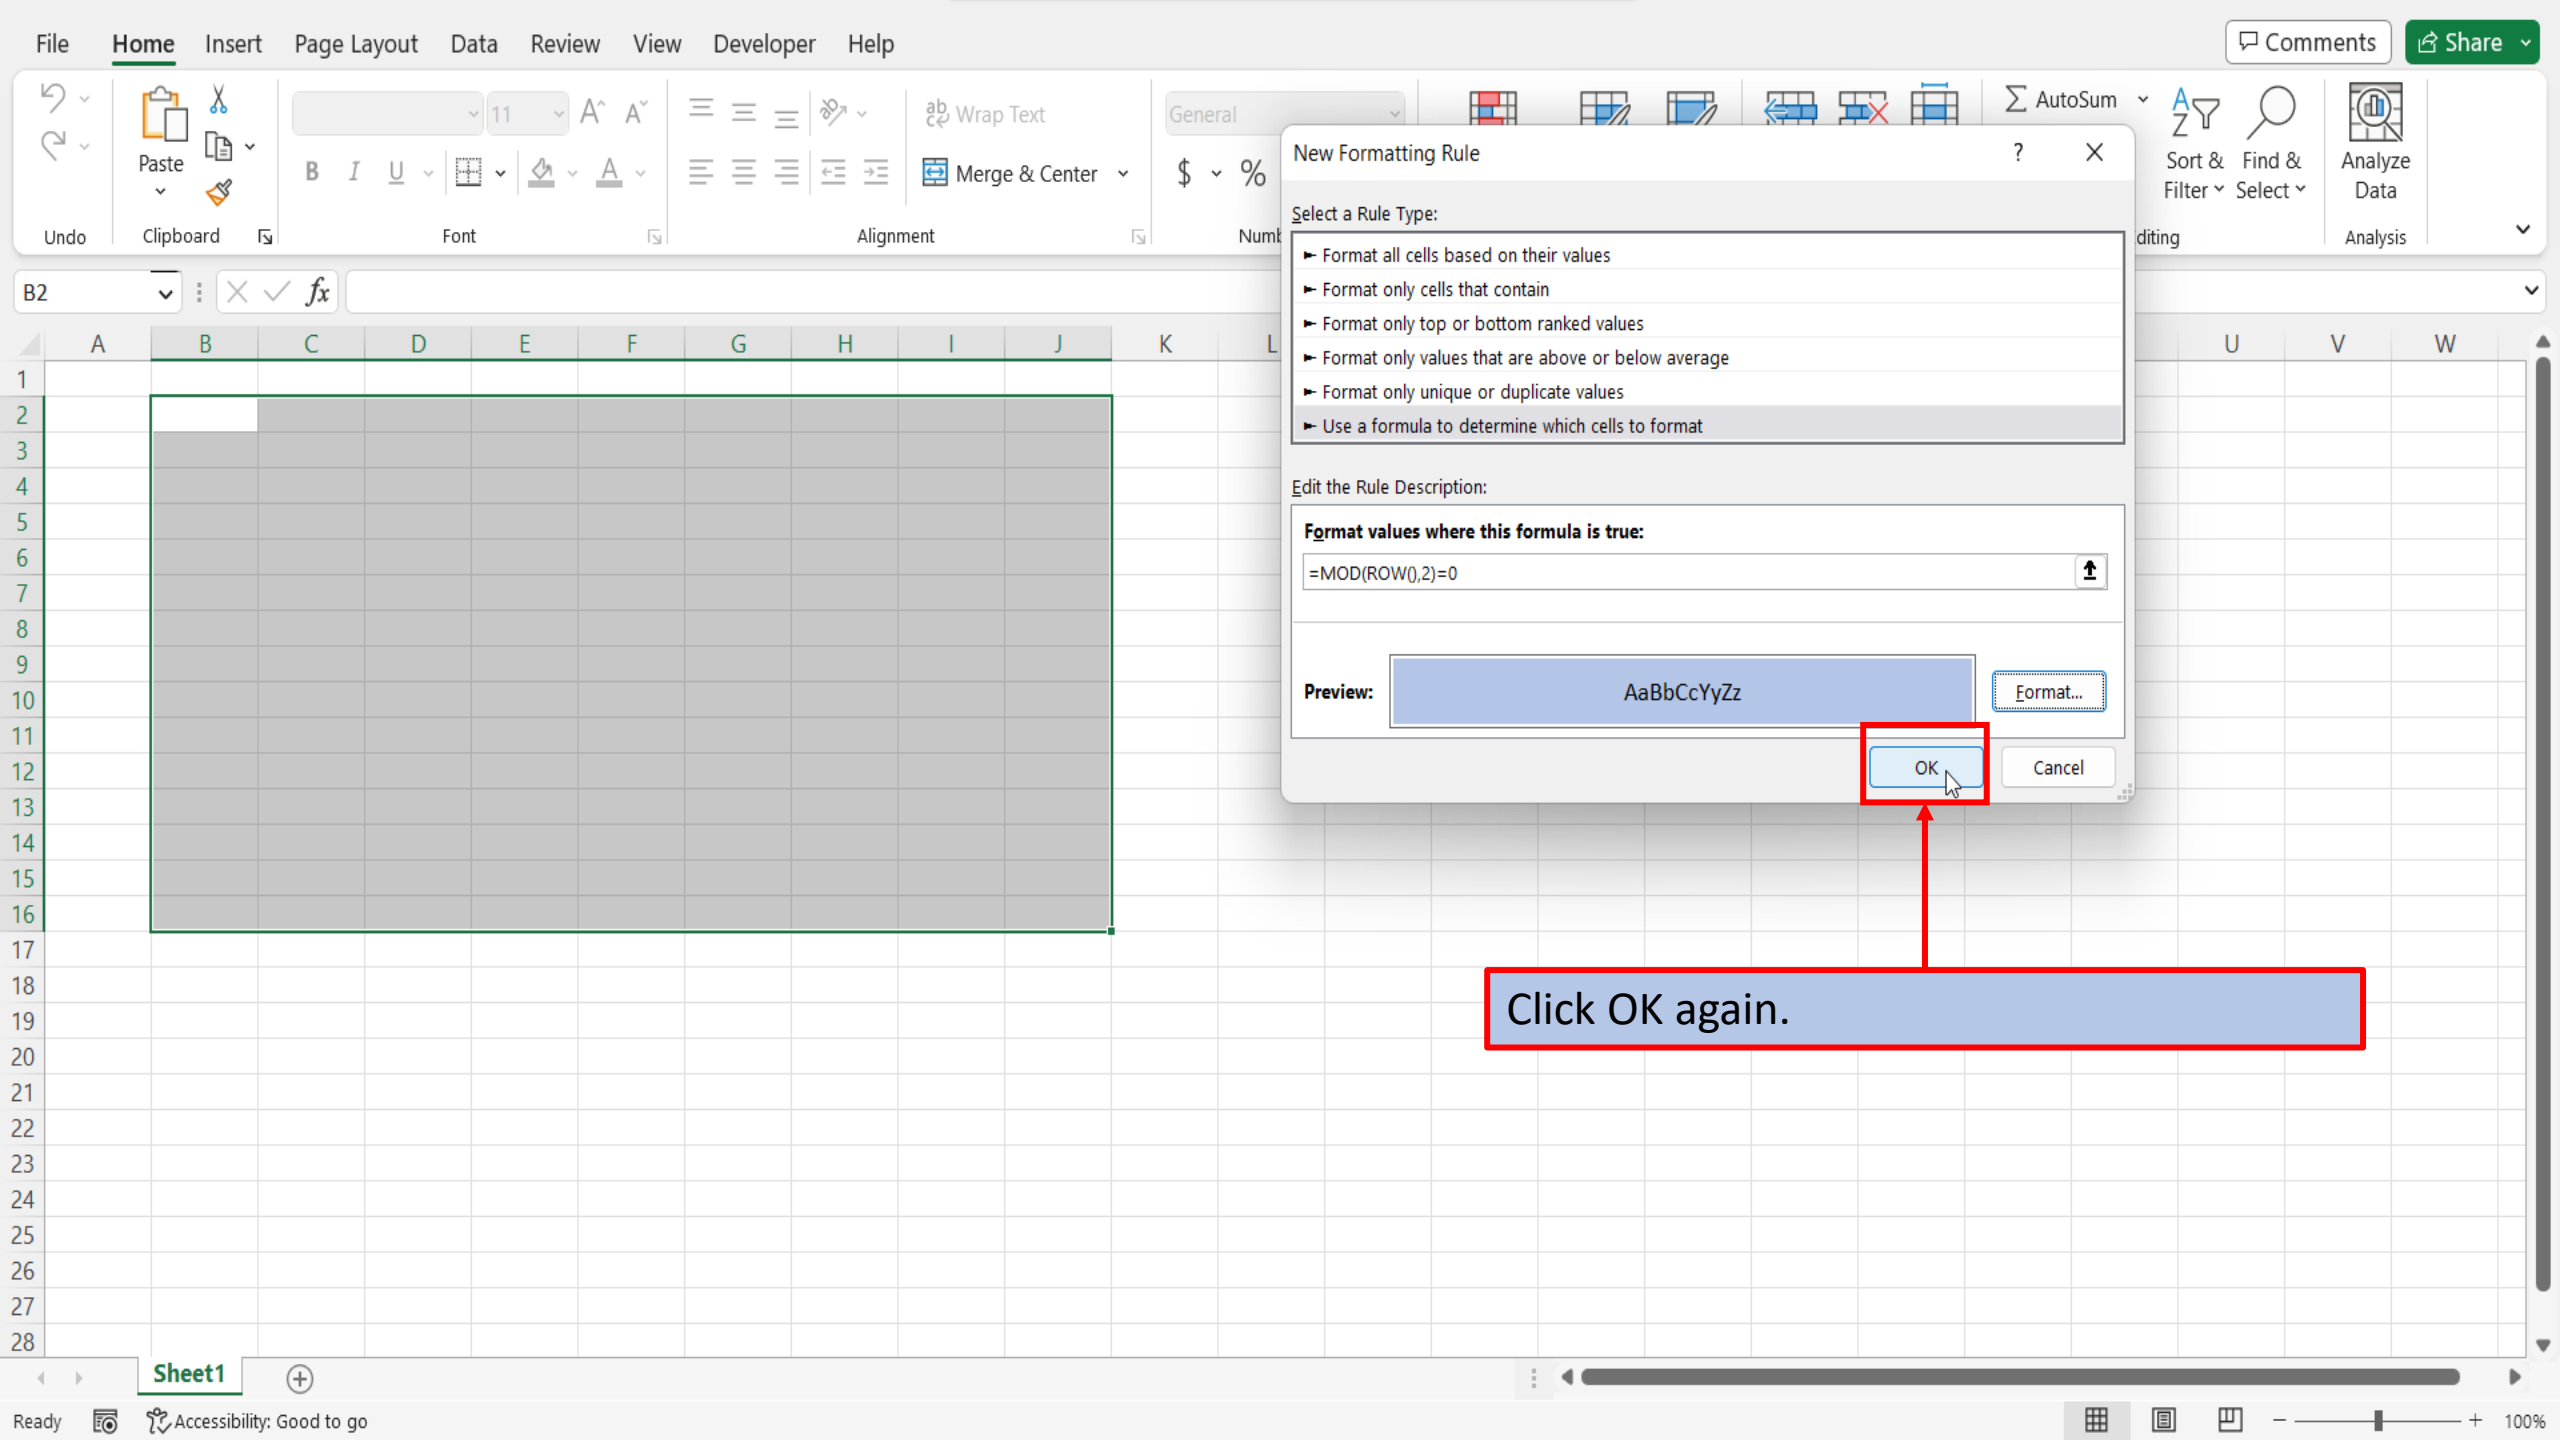 File Home Insert Page Layout Data Review View Developer Help
Comments Share
Paste
11
B I U
Wrap Text
Merge & Center
General
$ %
AutoSum
Sort & Filter
Find & Select
Analyze Data
Undo Clipboard Font Alignment Numb diting Analysis
B2 fx
A B C D E F G H I J K L U V W
1
2
3
4
5
6
7
8
9
10
11
12
13
14
15
16
17
18
19
20
21
22
23
24
25
26
27
28
New Formatting Rule ? X
Select a Rule Type:
► Format all cells based on their values
► Format only cells that contain
► Format only top or bottom ranked values
► Format only values that are above or below average
► Format only unique or duplicate values
► Use a formula to determine which cells to format
Edit the Rule Description:
Format values where this formula is true:
=MOD(ROW(),2)=0
Preview: AaBbCcYyZz Format...
OK Cancel
Click OK again.
Sheet1
Ready Accessibility: Good to go 100%